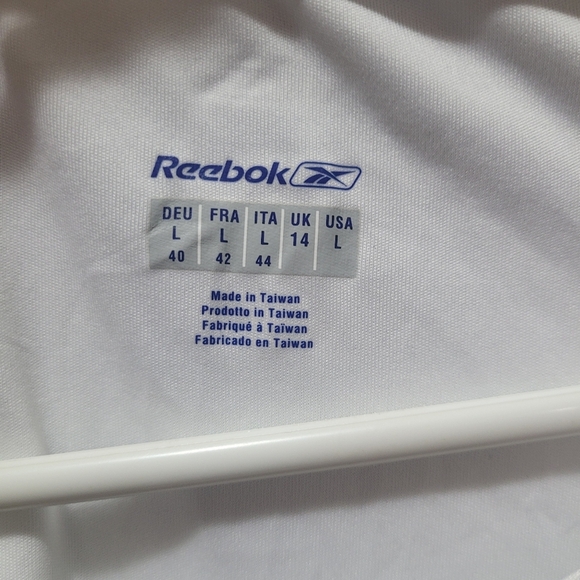 Reebok
DEU FRA ITA UK USA
L L L 14 L
40 42 44
Made in Taiwan
Prodotto in Taiwan
Fabriqué à Taïwan
Fabricado en Taiwan